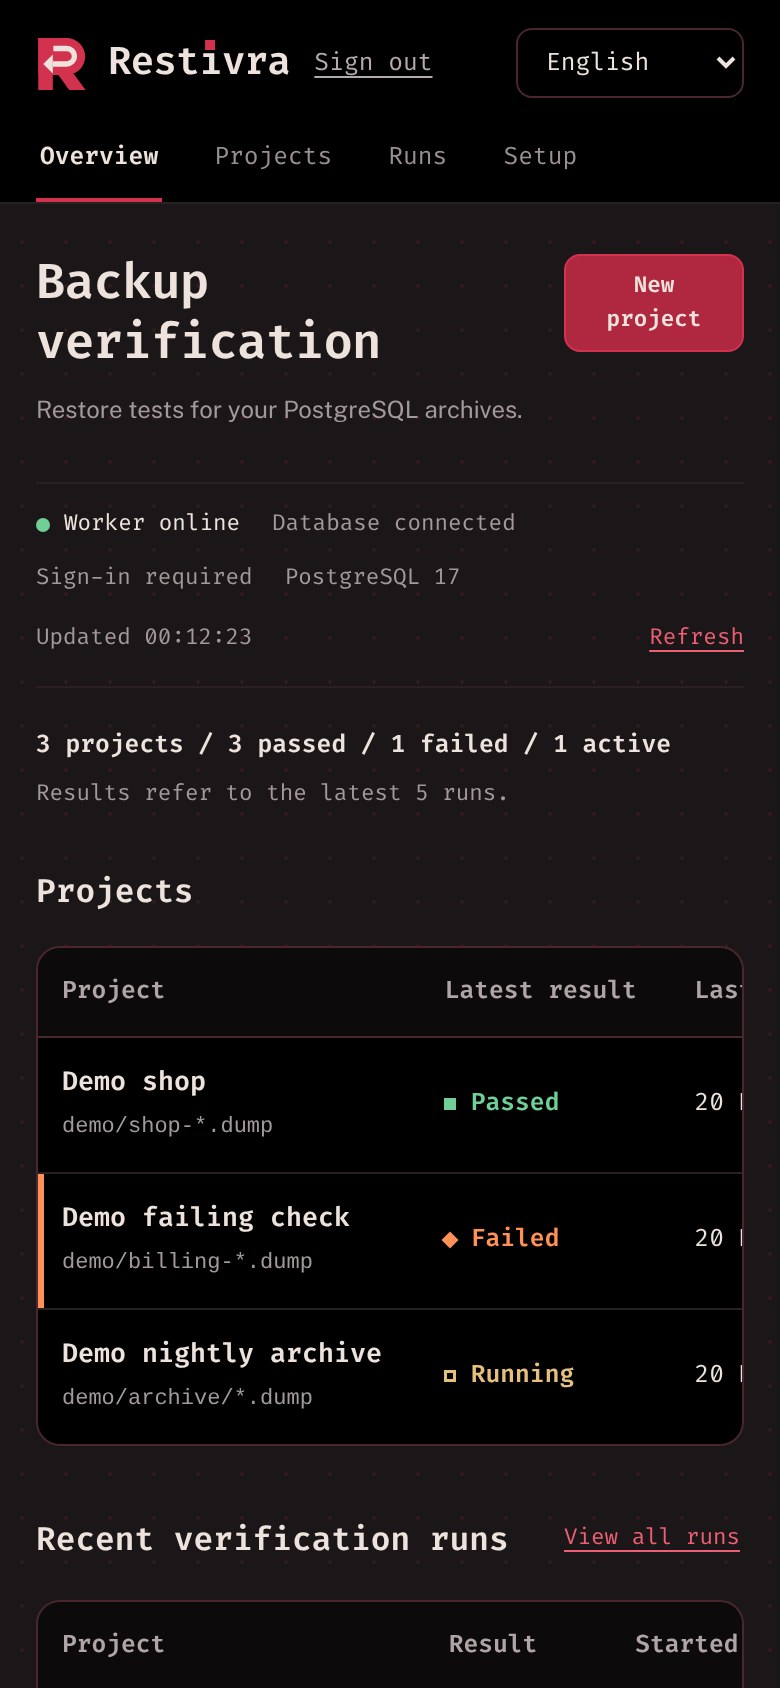 Restivra Sign out English
Overview Projects Runs Setup
Backup
verification
New
project
Restore tests for your PostgreSQL archives.
Worker online Database connected
Sign-in required PostgreSQL 17
Updated 00:12:23 Refresh
3 projects / 3 passed / 1 failed / 1 active
Results refer to the latest 5 runs.
Projects
Project Latest result
Demo shop
demo/shop-*.dump
Passed 20
Demo failing check
demo/billing-*.dump
Failed 20
Demo nightly archive
demo/archive/*.dump
Running 20
Recent verification runs View all runs
Project Result Started